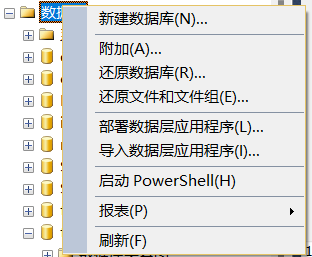 数据
新建数据库(N)...
附加(A)...
还原数据库(R)...
还原文件和文件组(E)...
部署数据层应用程序(L)...
导入数据层应用程序(I)...
启动 PowerShell(H)
报表(P)
刷新(F)